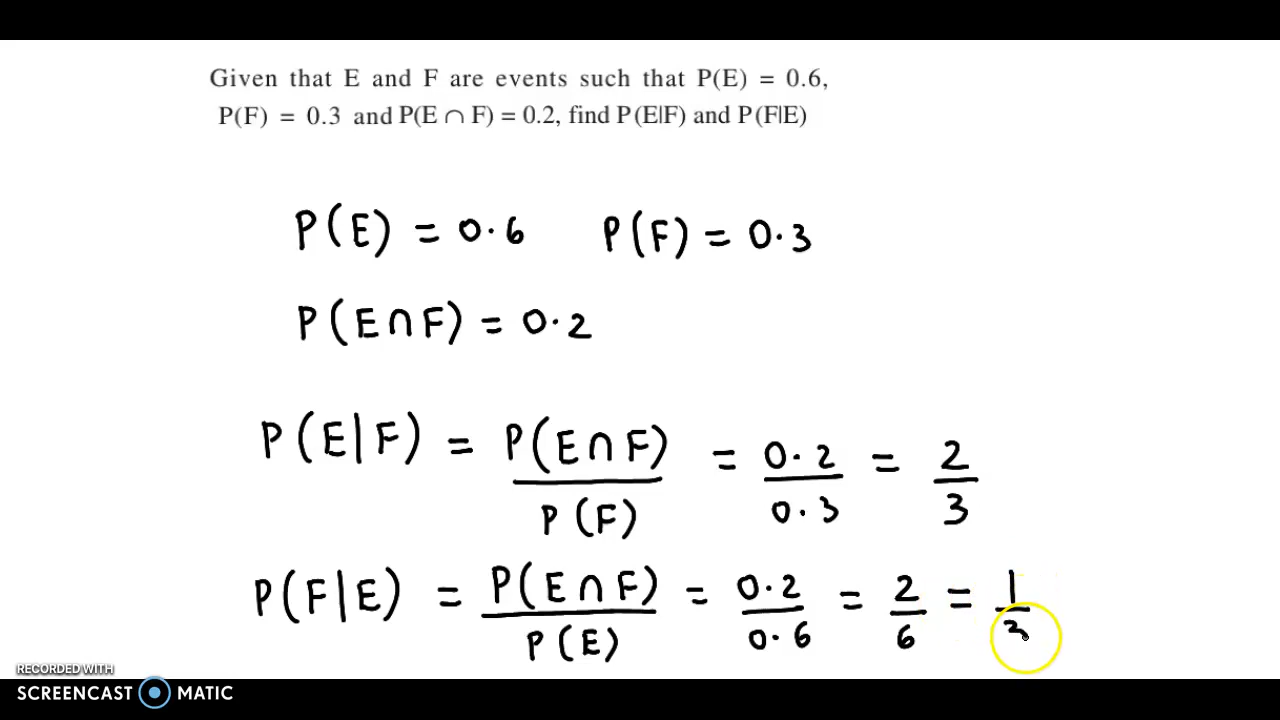 Given that E and F are events such that P(E) = 0.6,
P(F) = 0.3 and P(E ∩ F) = 0.2, find P(E|F) and P(F|E)
P(E) = 0.6 P(F) = 0.3
P(E∩F) = 0.2
P(E|F) = P(E∩F)/P(F) = 0.2/0.3 = 2/3
P(F|E) = P(E∩F)/P(E) = 0.2/0.6 = 2/6 = 1/3
RECORDED WITH
SCREENCAST MATIC